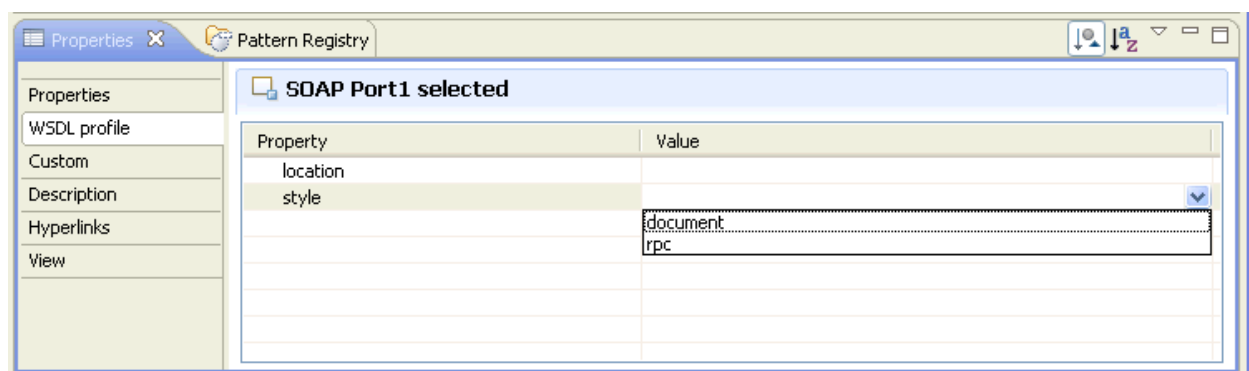 Properties Pattern Registry
SOAP Port1 selected
Properties
WSDL profile
Custom
Description
Hyperlinks
View
Property Value
location
style
document
rpc